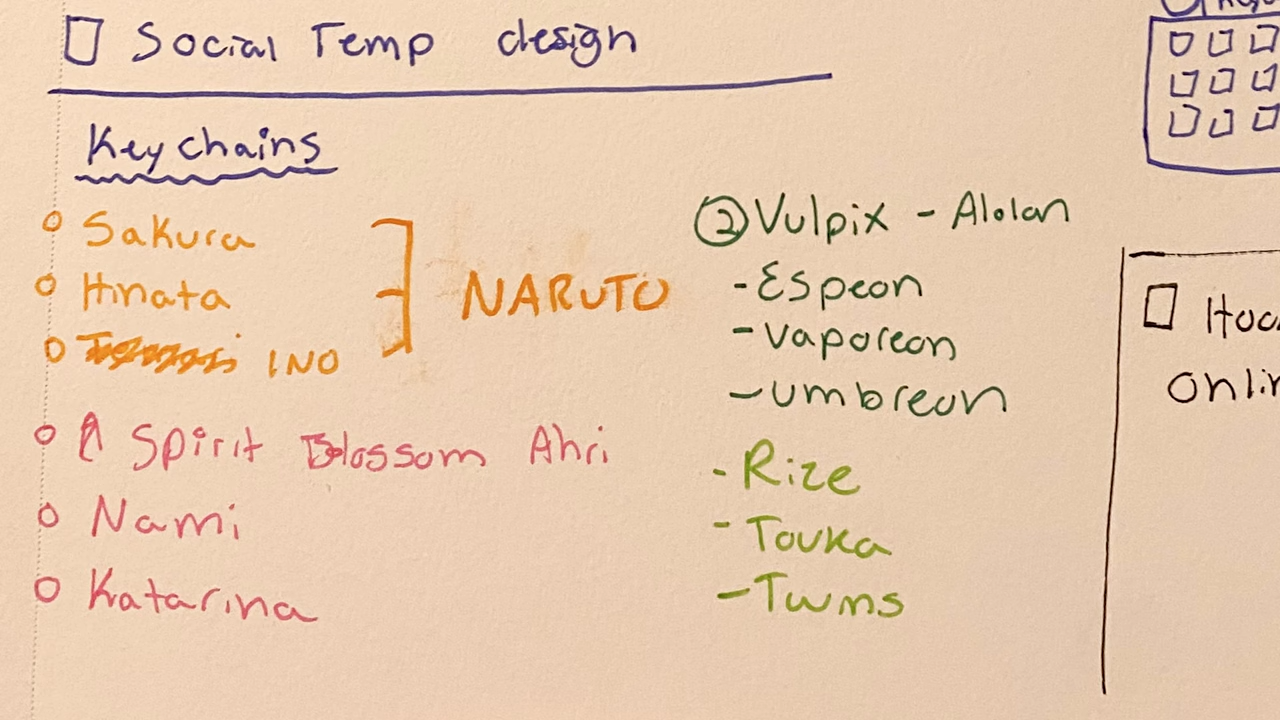 Social Temp design
Keychains
Sakura
Hinata
INO
NARUTO
Spirit Blossom Ahri
Nami
Katarina
② Vulpix - Alolan
- Espeon
- Vaporeon
- Umbreon
- Rize
- Touka
- Twins